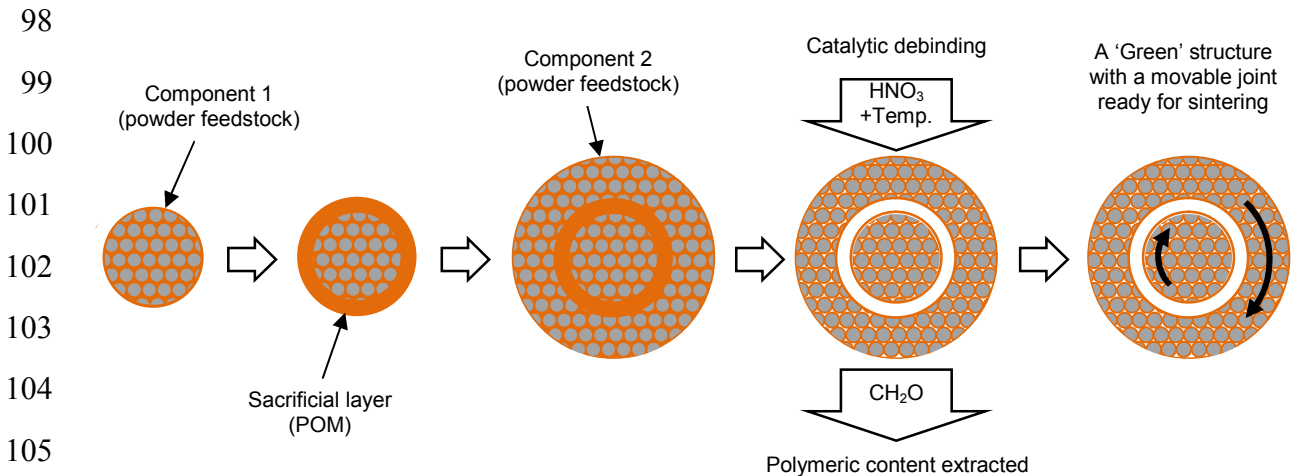 98
99
100
101
102
103
104
105
Component 1
(powder feedstock)
Sacrificial layer
(POM)
Component 2
(powder feedstock)
Catalytic debinding
HNO₃
+Temp.
CH₂O
Polymeric content extracted
A ‘Green’ structure
with a movable joint
ready for sintering